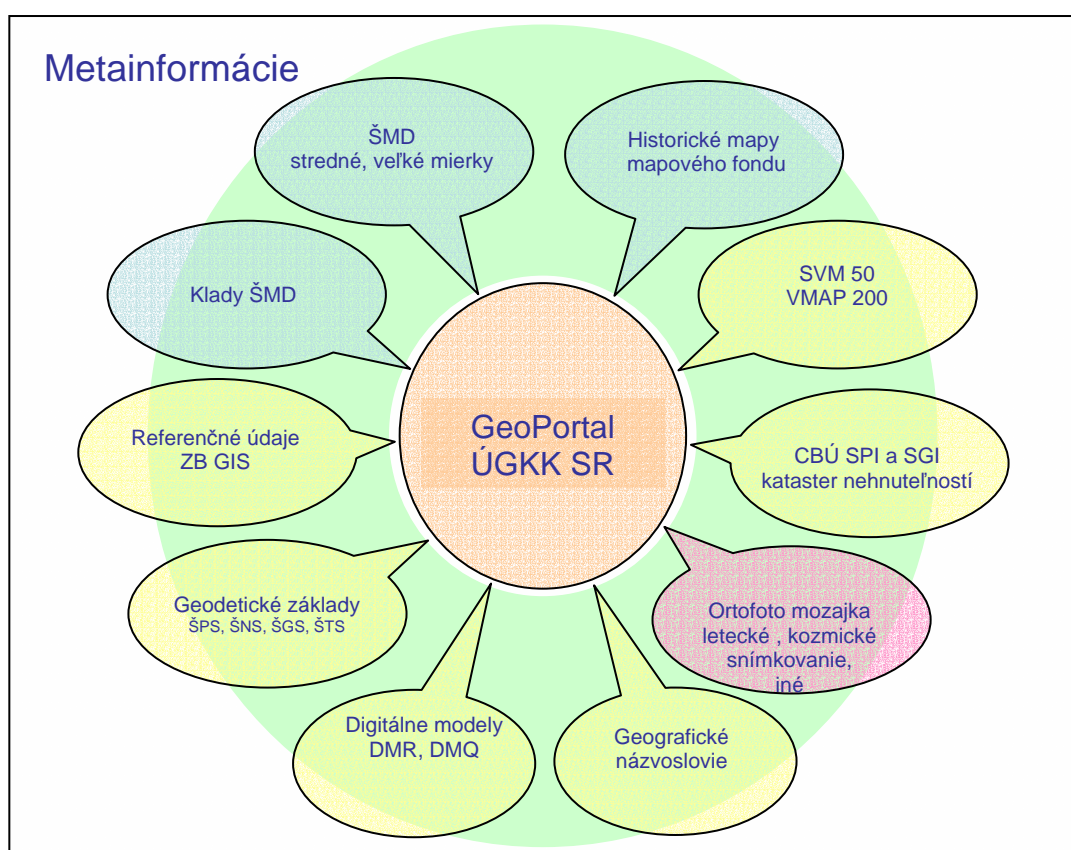 Metainformácie
ŠMD
stredné, veľké mierky
Historické mapy
mapového fondu
Klady ŠMD
SVM 50
VMAP 200
Referenčné údaje
ZB GIS
GeoPortal
ÚGKK SR
CBÚ SPI a SGI
kataster nehnuteľností
Geodetické základy
ŠPS, ŠNS, ŠGS, ŠTS
Ortofoto mozajka
letecké , kozmické
snímkovanie,
iné
Digitálne modely
DMR, DMQ
Geografické
názvoslovie